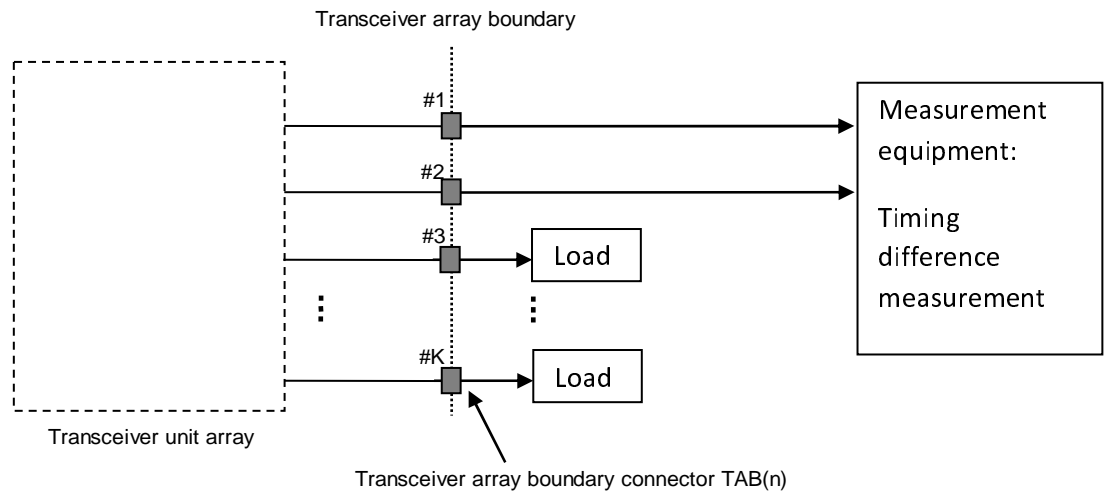 Transceiver array boundary
#1
#2
#3
Load
#K
Load
Measurement
equipment:
Timing
difference
measurement
Transceiver unit array
Transceiver array boundary connector TAB(n)